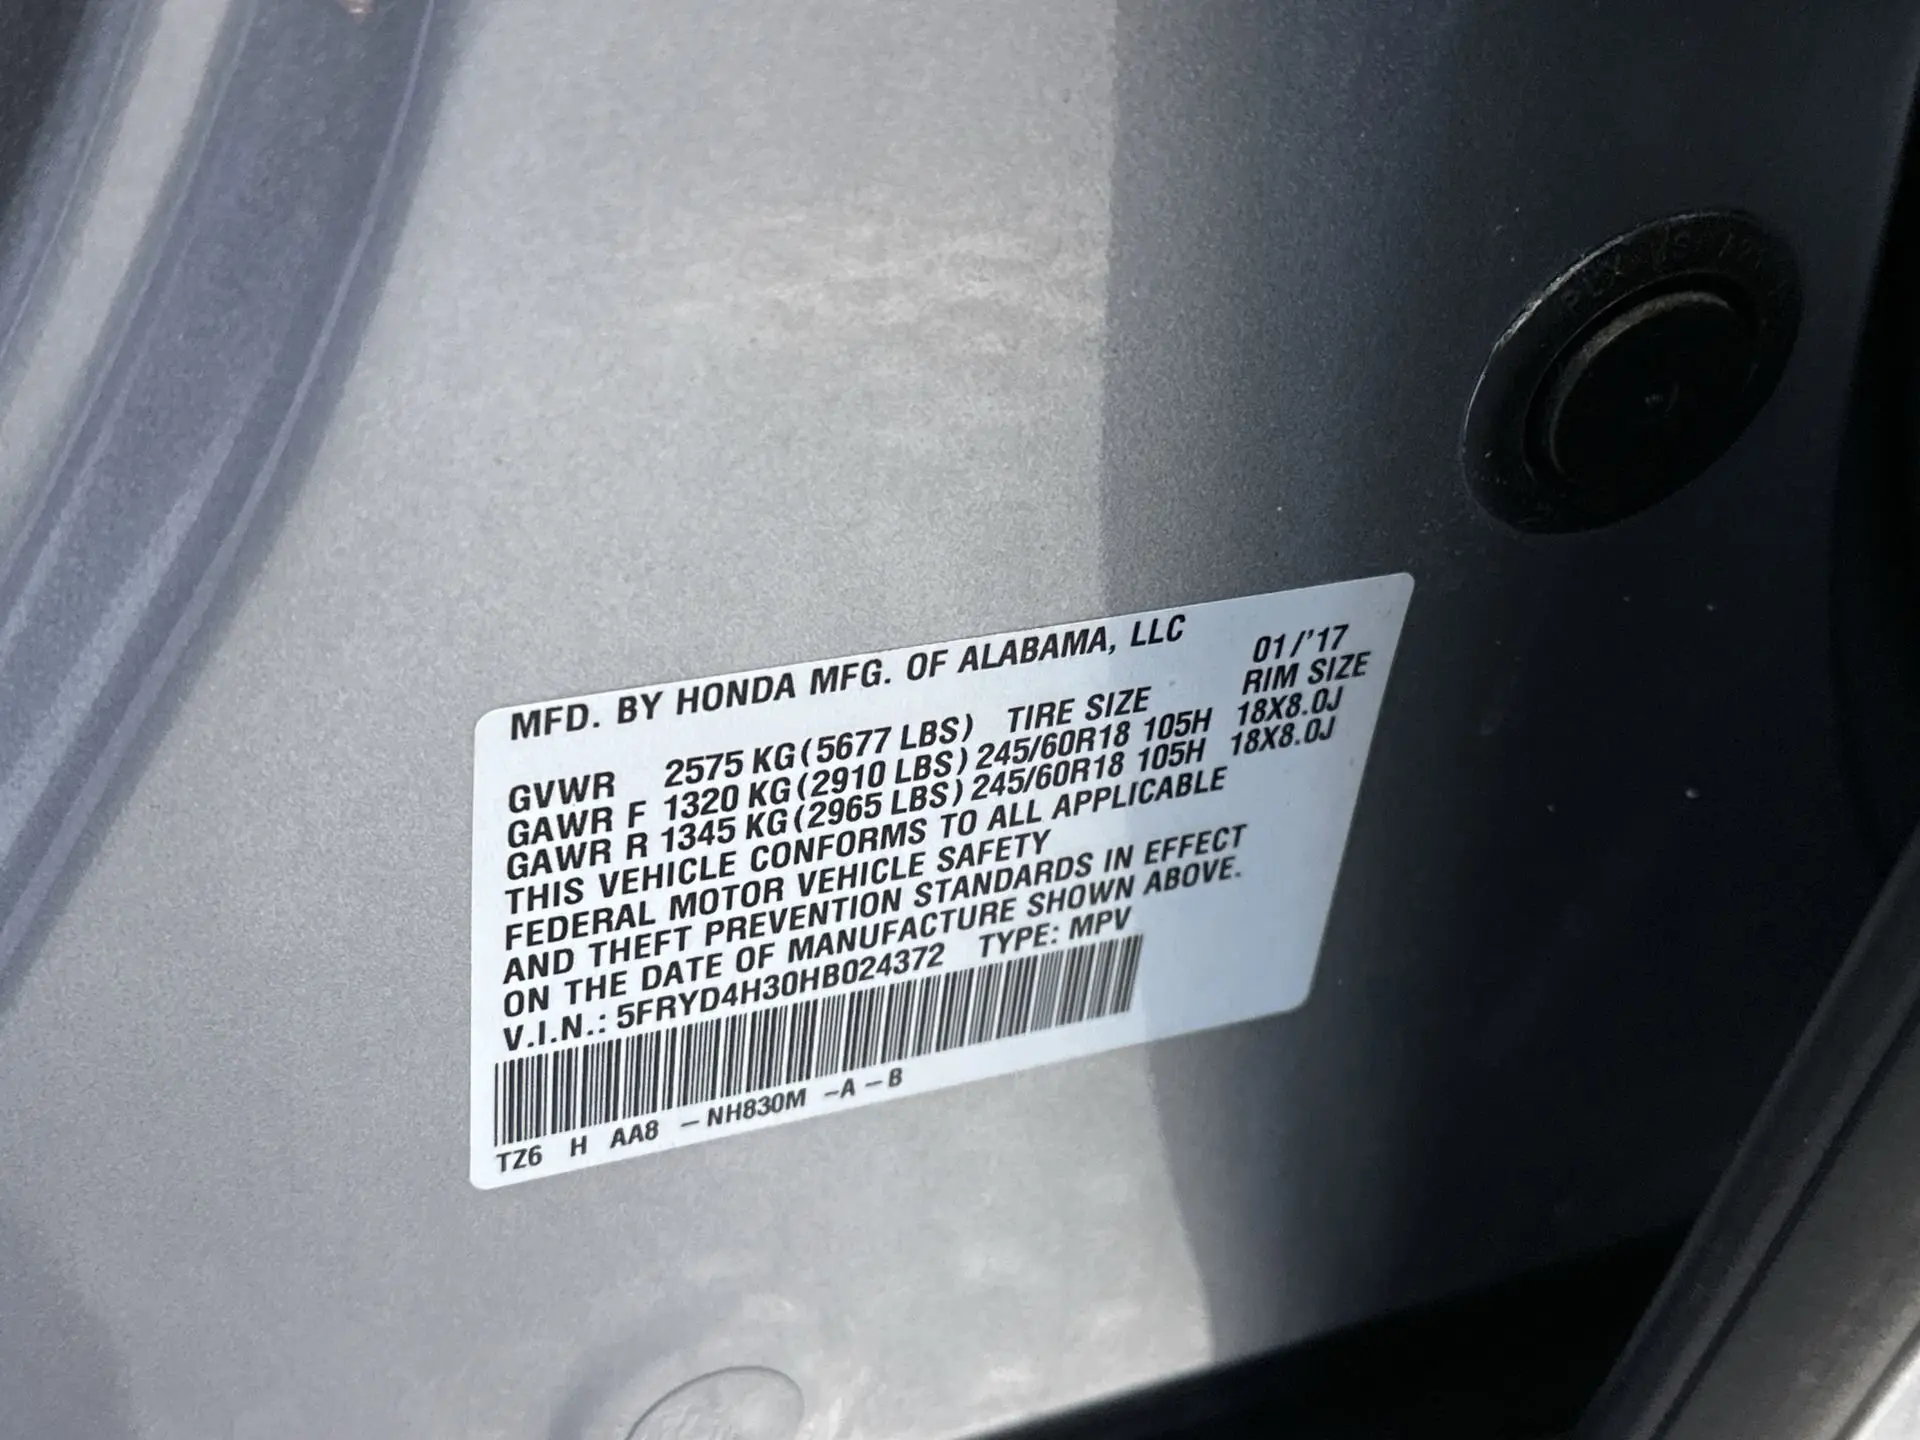 MFD. BY HONDA MFG. OF ALABAMA, LLC 01/'17
GVWR 2575 KG (5677 LBS) TIRE SIZE RIM SIZE
GAWR F 1320 KG (2910 LBS) 245/60R18 105H 18X8.0J
GAWR R 1345 KG (2965 LBS) 245/60R18 105H 18X8.0J
THIS VEHICLE CONFORMS TO ALL APPLICABLE
FEDERAL MOTOR VEHICLE SAFETY
AND THEFT PREVENTION STANDARDS IN EFFECT
ON THE DATE OF MANUFACTURE SHOWN ABOVE.
V.I.N.: 5FRYD4H30HB024372 TYPE: MPV
TZ6 H AA8 -NH830M -A -B